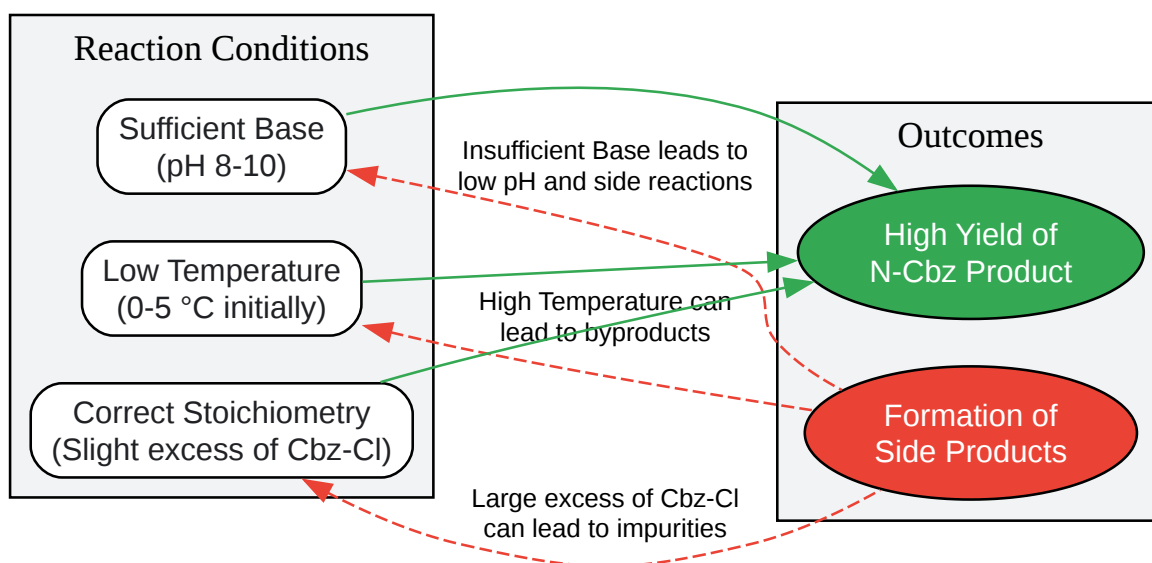 Reaction Conditions
Sufficient Base
(pH 8-10)
Low Temperature
(0-5 °C initially)
Correct Stoichiometry
(Slight excess of Cbz-Cl)
Insufficient Base leads to
low pH and side reactions
High Temperature can
lead to byproducts
Large excess of Cbz-Cl
can lead to impurities
Outcomes
High Yield of
N-Cbz Product
Formation of
Side Products